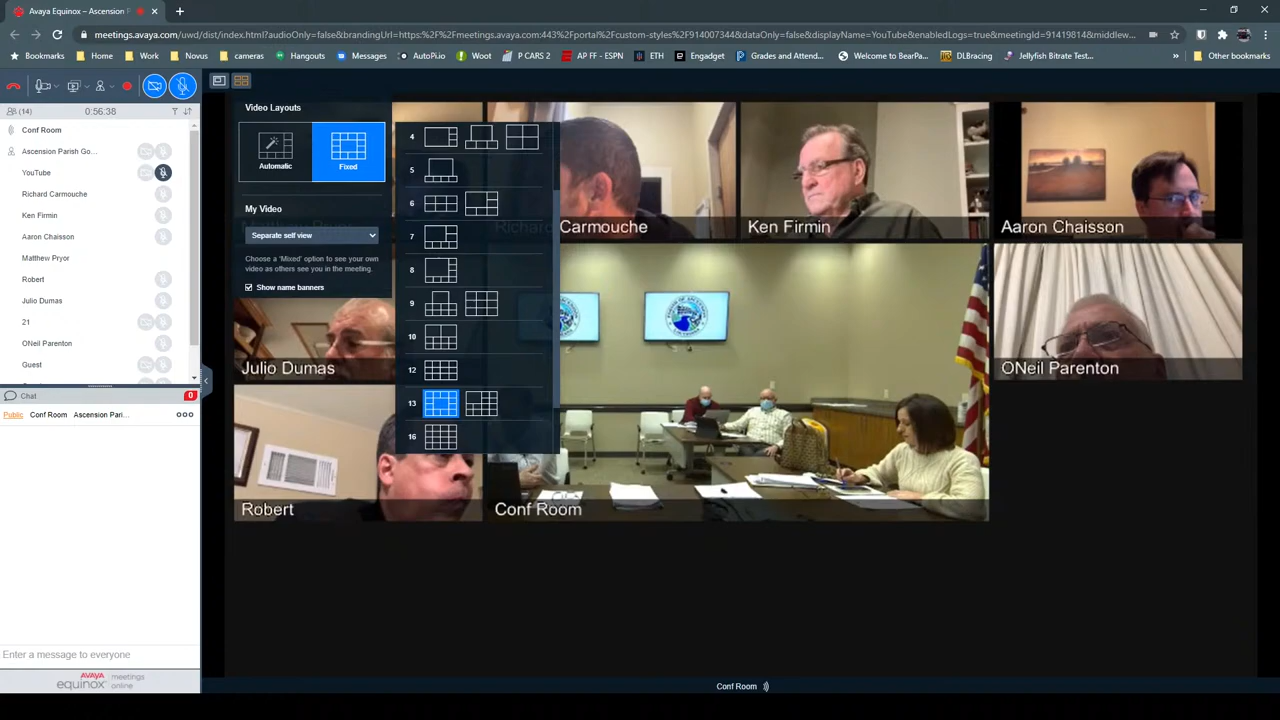 Avaya Equinox – Ascension P
meetings.avaya.com/uwd/dist/index.html?audioOnly=false&brandingUrl=https%2F%2Fmeetings.avaya.com:443%2Fportal%2Fcustom-styles%2F914007344&dataOnly=false&displayName=YouTube&enabledLogs=true&meetingId=91419814&middlew...
Bookmarks
Home
Work
Novus
cameras
Hangouts
Messages
AutoPi.io
Woot
P CARS 2
AP FF - ESPN
ETH
Engadget
Grades and Attend...
Welcome to BearPa...
DLBracing
Jellyfish Bitrate Test...
»
Other bookmarks
(14)
0:56:38
Conf Room
Ascension Parish Go...
YouTube
Richard Carmouche
Ken Firmin
Aaron Chaisson
Matthew Pryor
Robert
Julio Dumas
21
ONeil Parenton
Guest
Chat
0
Public
Conf Room
Ascension Pari...
Enter a message to everyone
AVAYA
equinox
meetings
online
Video Layouts
Automatic
Fixed
My Video
Separate self view
Choose a 'Mixed' option to see your own
video as others see you in the meeting.
Show name banners
4
5
6
7
8
9
10
12
13
16
Carmouche
Ken Firmin
Aaron Chaisson
Julio Dumas
ONeil Parenton
Robert
Conf Room
Conf Room